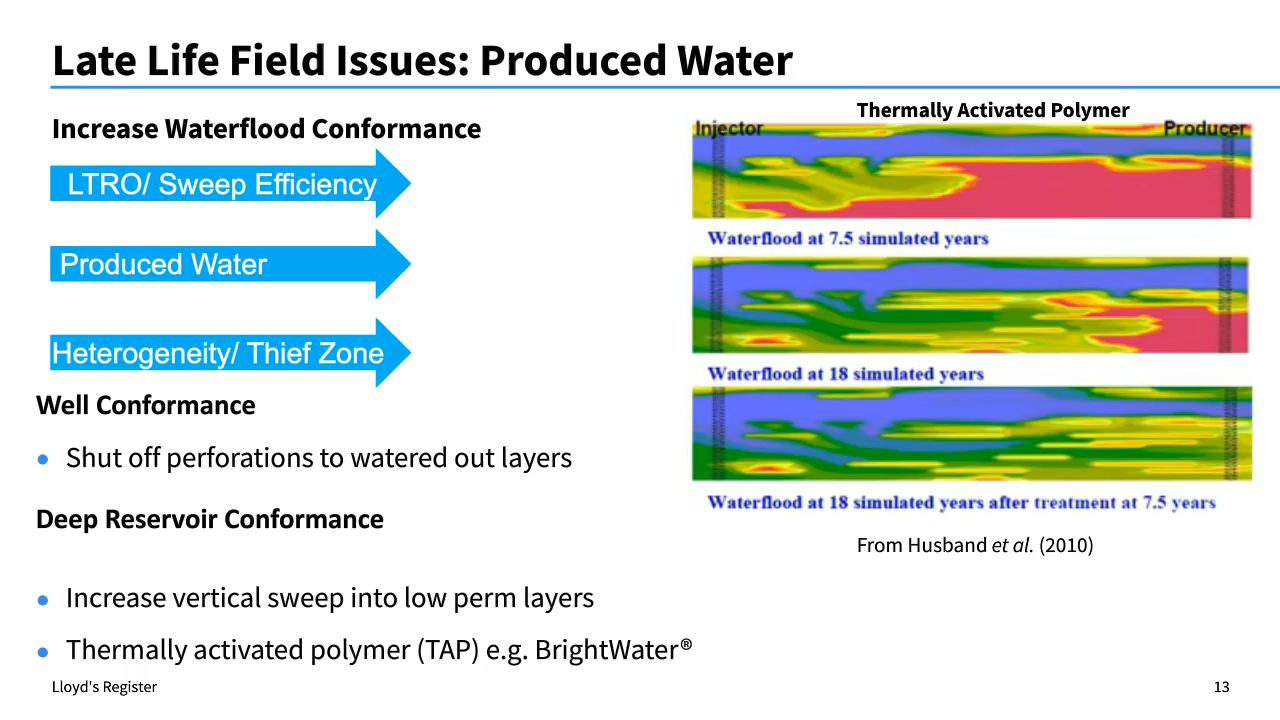 Late Life Field Issues: Produced Water
Increase Waterflood Conformance
LTRO/ Sweep Efficiency
Produced Water
Heterogeneity/ Thief Zone
Well Conformance
• Shut off perforations to watered out layers
Deep Reservoir Conformance
• Increase vertical sweep into low perm layers
• Thermally activated polymer (TAP) e.g. BrightWater®
Thermally Activated Polymer
Injector Producer
Waterflood at 7.5 simulated years
Waterflood at 18 simulated years
Waterflood at 18 simulated years after treatment at 7.5 years
From Husband et al. (2010)
Lloyd's Register
13